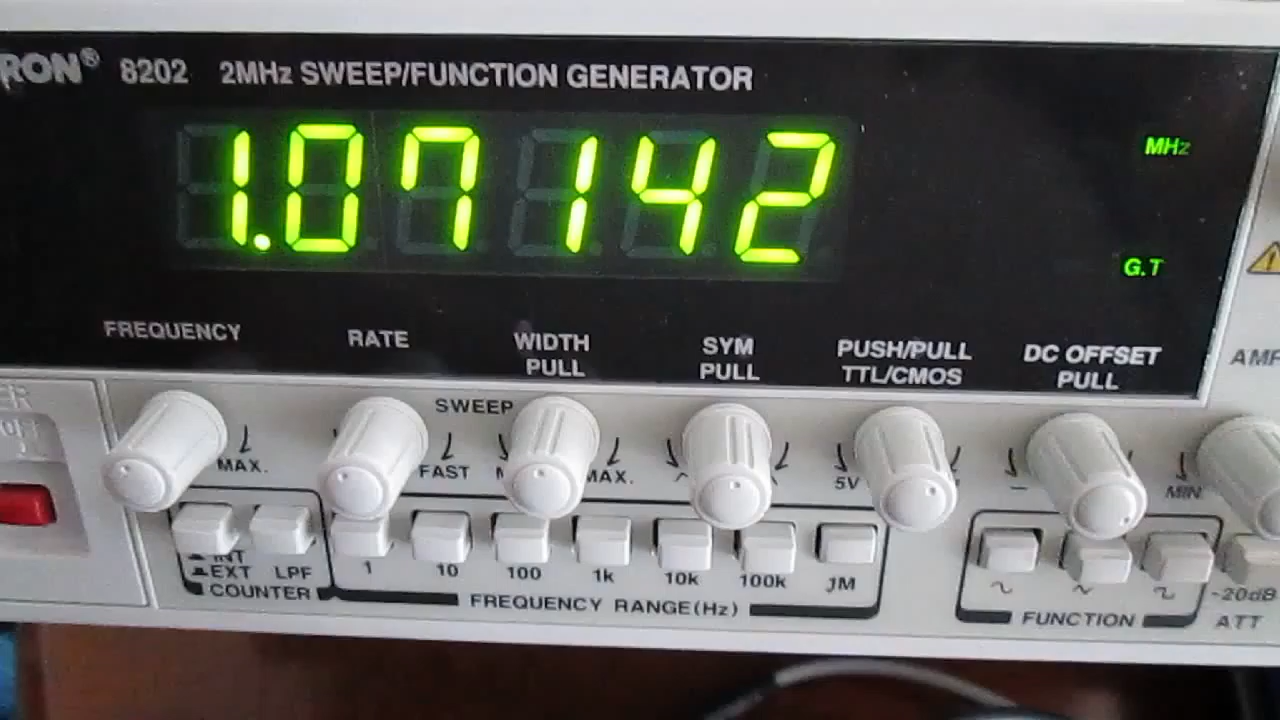 RON® 8202 2MHz SWEEP/FUNCTION GENERATOR
1.07142
MHz
G.T
FREQUENCY
RATE
WIDTH
PULL
SYM
PULL
PUSH/PULL
TTL/CMOS
DC OFFSET
PULL
AMP
SWEEP
MAX.
FAST
MAX.
5V
MIN
INT
EXT
LPF
COUNTER
1
10
100
1k
10k
100k
1M
FREQUENCY RANGE(Hz)
FUNCTION
-20dB
ATT